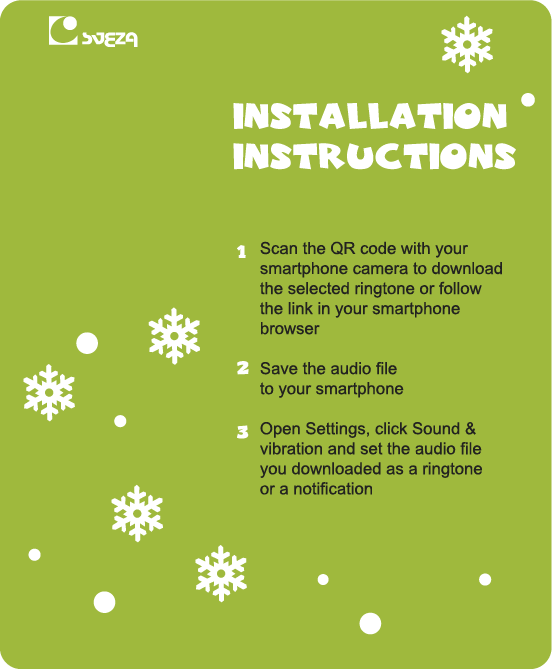 SVEZA
INSTALLATION
INSTRUCTIONS
1 Scan the QR code with your
smartphone camera to download
the selected ringtone or follow
the link in your smartphone
browser
2 Save the audio file
to your smartphone
3 Open Settings, click Sound &
vibration and set the audio file
you downloaded as a ringtone
or a notification